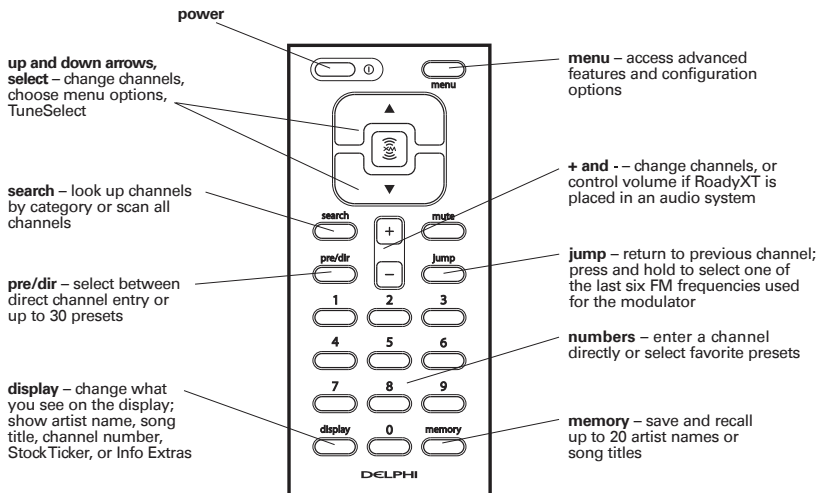 power
up and down arrows,
select – change channels,
choose menu options,
TuneSelect
search – look up channels
by category or scan all
channels
pre/dir – select between
direct channel entry or
up to 30 presets
display – change what
you see on the display;
show artist name, song
title, channel number,
Stock Ticker, or Info Extras
menu
XM
search
mute
+
pre/dir
jump
−
1 2 3
4 5 6
7 8 9
display 0 memory
DELPHI
menu – access advanced
features and configuration
options
+ and - – change channels, or
control volume if RoadyXT is
placed in an audio system
jump – return to previous channel;
press and hold to select one of
the last six FM frequencies used
for the modulator
numbers – enter a channel
directly or select favorite presets
memory – save and recall
up to 20 artist names or
song titles